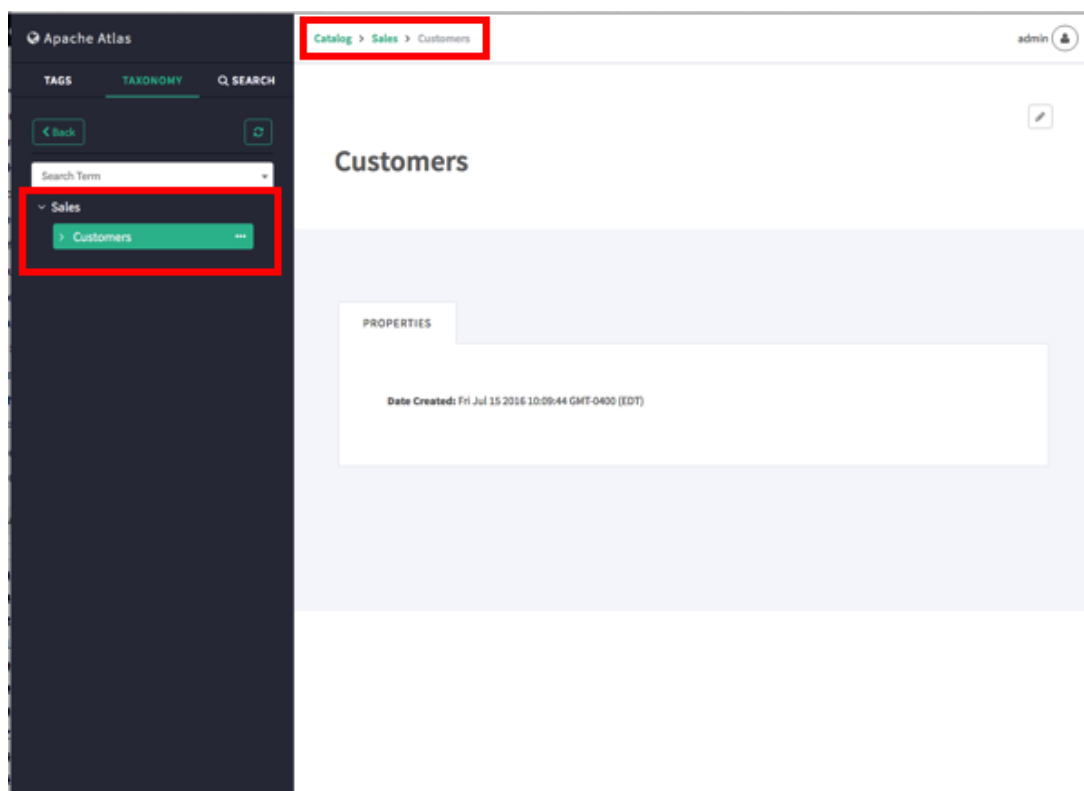 Apache Atlas
Catalog > Sales > Customers
admin
TAGS TAXONOMY SEARCH
Back
Search Term
Customers
Sales
Customers
PROPERTIES
Date Created: Fri Jul 15 2016 10:09:44 GMT-0400 (EDT)